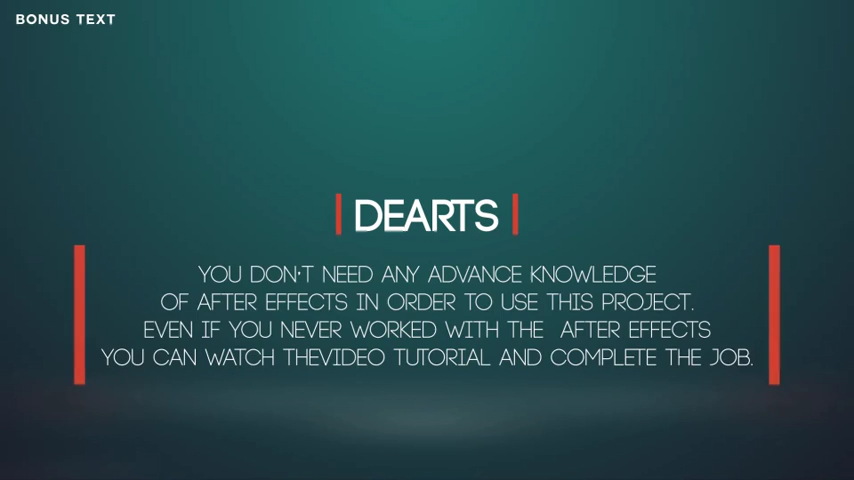 BONUS TEXT
DEARTS
YOU DON'T NEED ANY ADVANCE KNOWLEDGE
OF AFTER EFFECTS IN ORDER TO USE THIS PROJECT.
EVEN IF YOU NEVER WORKED WITH THE AFTER EFFECTS
YOU CAN WATCH THEVIDEO TUTORIAL AND COMPLETE THE JOB.